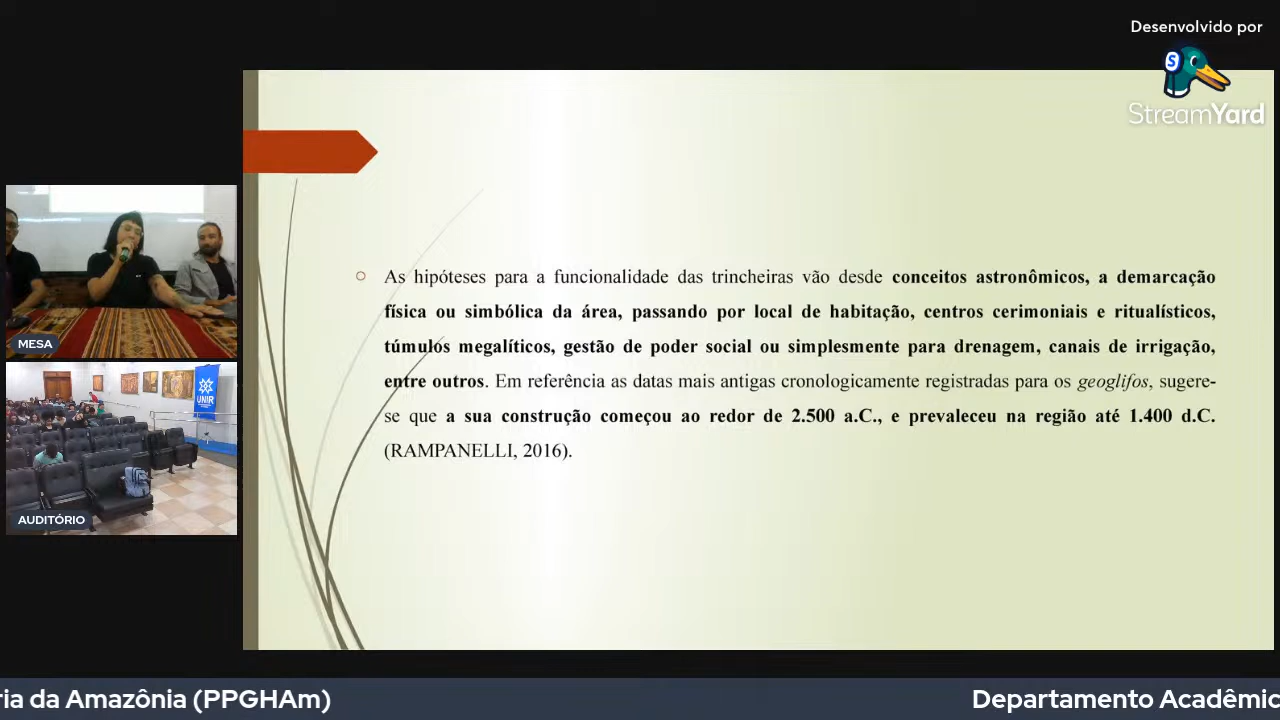 Desenvolvido por
StreamYard
As hipóteses para a funcionalidade das trincheiras vão desde conceitos astronômicos, a demarcação
física ou simbólica da área, passando por local de habitação, centros cerimoniais e ritualísticos,
túmulos megalíticos, gestão de poder social ou simplesmente para drenagem, canais de irrigação,
entre outros. Em referência as datas mais antigas cronologicamente registradas para os geoglifos, sugere-
se que a sua construção começou ao redor de 2.500 a.C., e prevaleceu na região até 1.400 d.C.
(RAMPANELLI, 2016).
MESA
UNIR
AUDITÓRIO
ria da Amazônia (PPGHAm)
Departamento Acadêmic